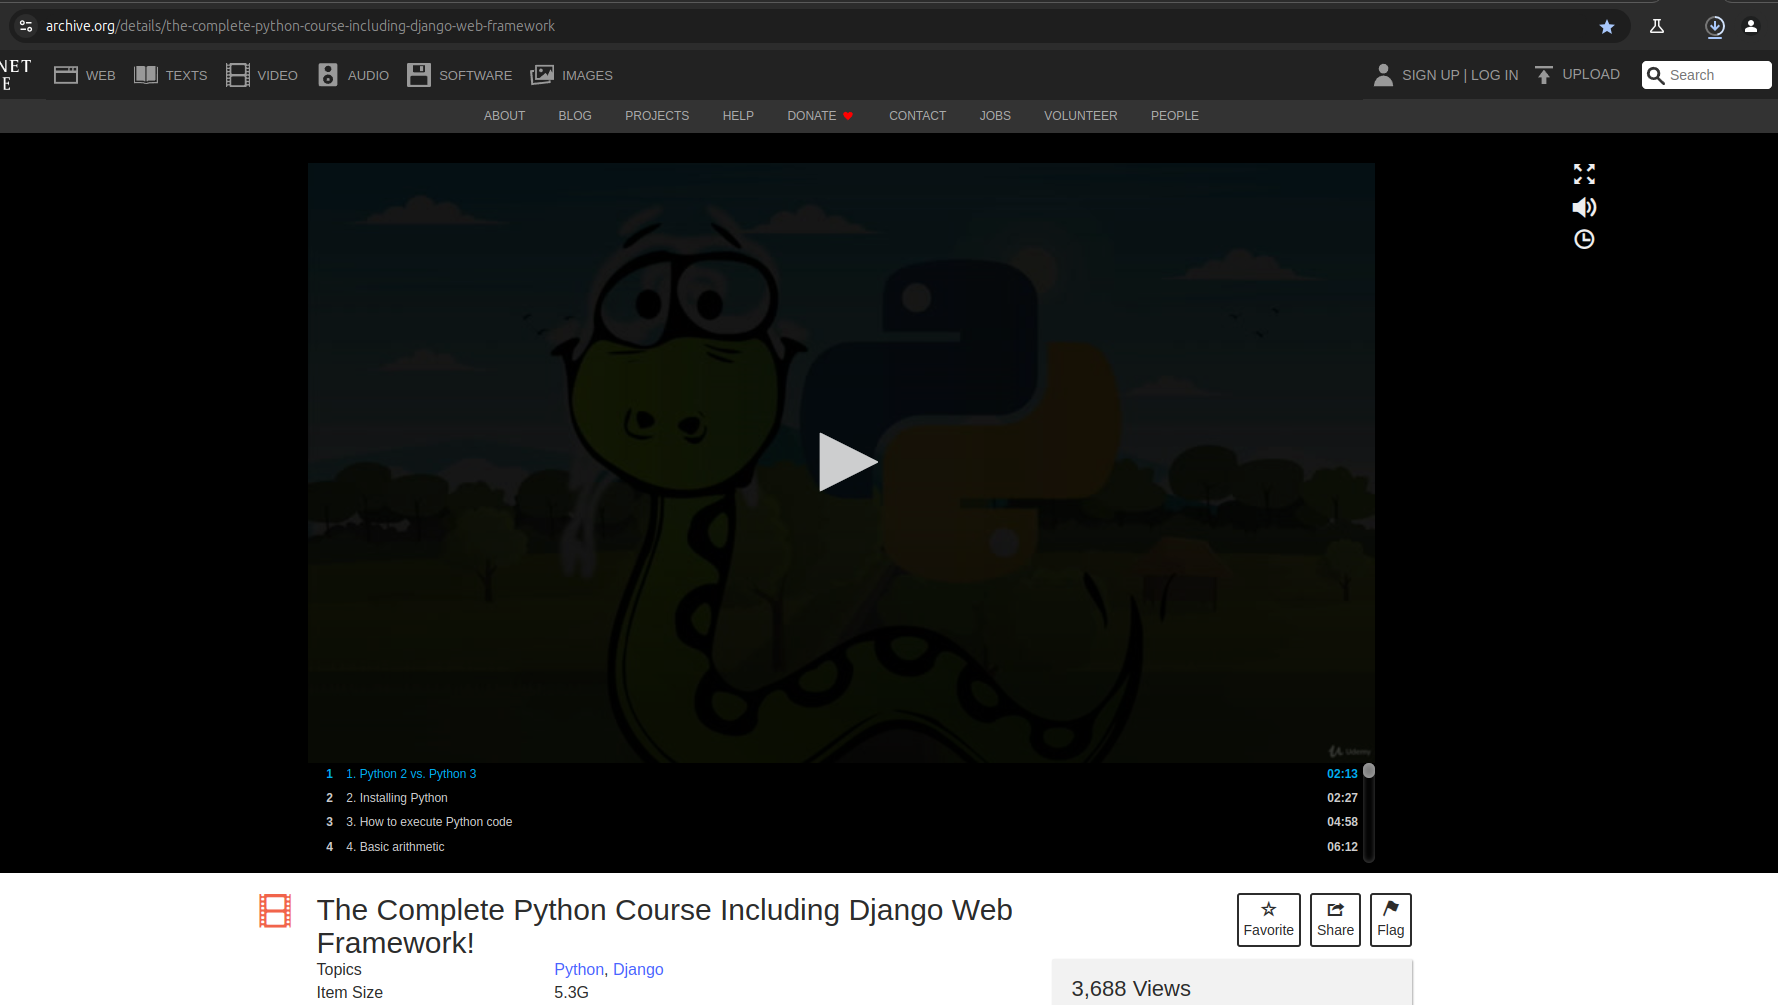 archive.org/details/the-complete-python-course-including-django-web-framework
NET
E
WEB
TEXTS
VIDEO
AUDIO
SOFTWARE
IMAGES
SIGN UP | LOG IN
UPLOAD
Search
ABOUT
BLOG
PROJECTS
HELP
DONATE
CONTACT
JOBS
VOLUNTEER
PEOPLE
Udemy
1 1. Python 2 vs. Python 3 02:13
2 2. Installing Python 02:27
3 3. How to execute Python code 04:58
4 4. Basic arithmetic 06:12
The Complete Python Course Including Django Web
Framework!
Favorite
Share
Flag
Topics Python, Django
Item Size 5.3G
3,688 Views